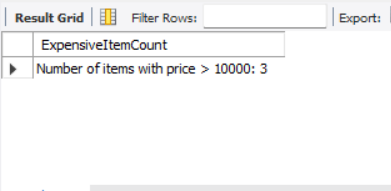 Result Grid Filter Rows: Export:
ExpensiveItemCount
Number of items with price > 10000: 3